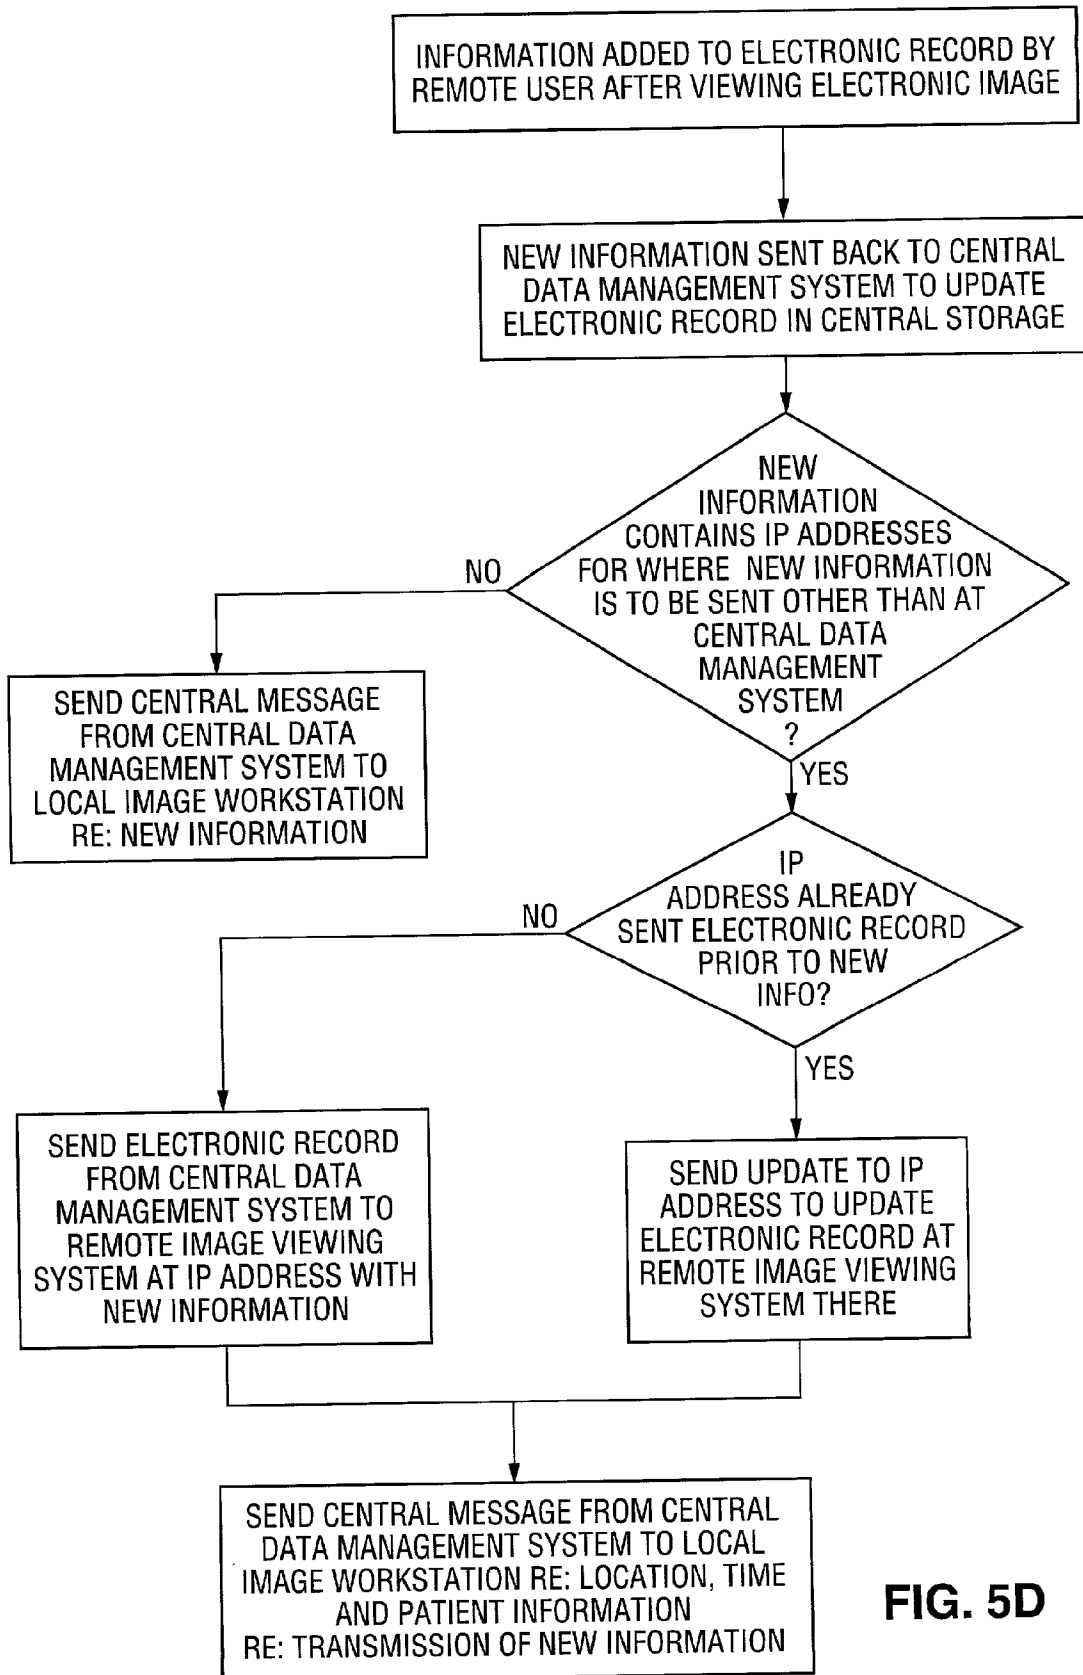 INFORMATION ADDED TO ELECTRONIC RECORD BY
REMOTE USER AFTER VIEWING ELECTRONIC IMAGE
NEW INFORMATION SENT BACK TO CENTRAL
DATA MANAGEMENT SYSTEM TO UPDATE
ELECTRONIC RECORD IN CENTRAL STORAGE
NEW
INFORMATION
CONTAINS IP ADDRESSES
FOR WHERE NEW INFORMATION
IS TO BE SENT OTHER THAN AT
CENTRAL DATA
MANAGEMENT
SYSTEM
?
NO
YES
SEND CENTRAL MESSAGE
FROM CENTRAL DATA
MANAGEMENT SYSTEM TO
LOCAL IMAGE WORKSTATION
RE: NEW INFORMATION
IP
ADDRESS ALREADY
SENT ELECTRONIC RECORD
PRIOR TO NEW
INFO?
NO
YES
SEND ELECTRONIC RECORD
FROM CENTRAL DATA
MANAGEMENT SYSTEM TO
REMOTE IMAGE VIEWING
SYSTEM AT IP ADDRESS WITH
NEW INFORMATION
SEND UPDATE TO IP
ADDRESS TO UPDATE
ELECTRONIC RECORD AT
REMOTE IMAGE VIEWING
SYSTEM THERE
SEND CENTRAL MESSAGE FROM CENTRAL
DATA MANAGEMENT SYSTEM TO LOCAL
IMAGE WORKSTATION RE: LOCATION, TIME
AND PATIENT INFORMATION
RE: TRANSMISSION OF NEW INFORMATION
FIG. 5D